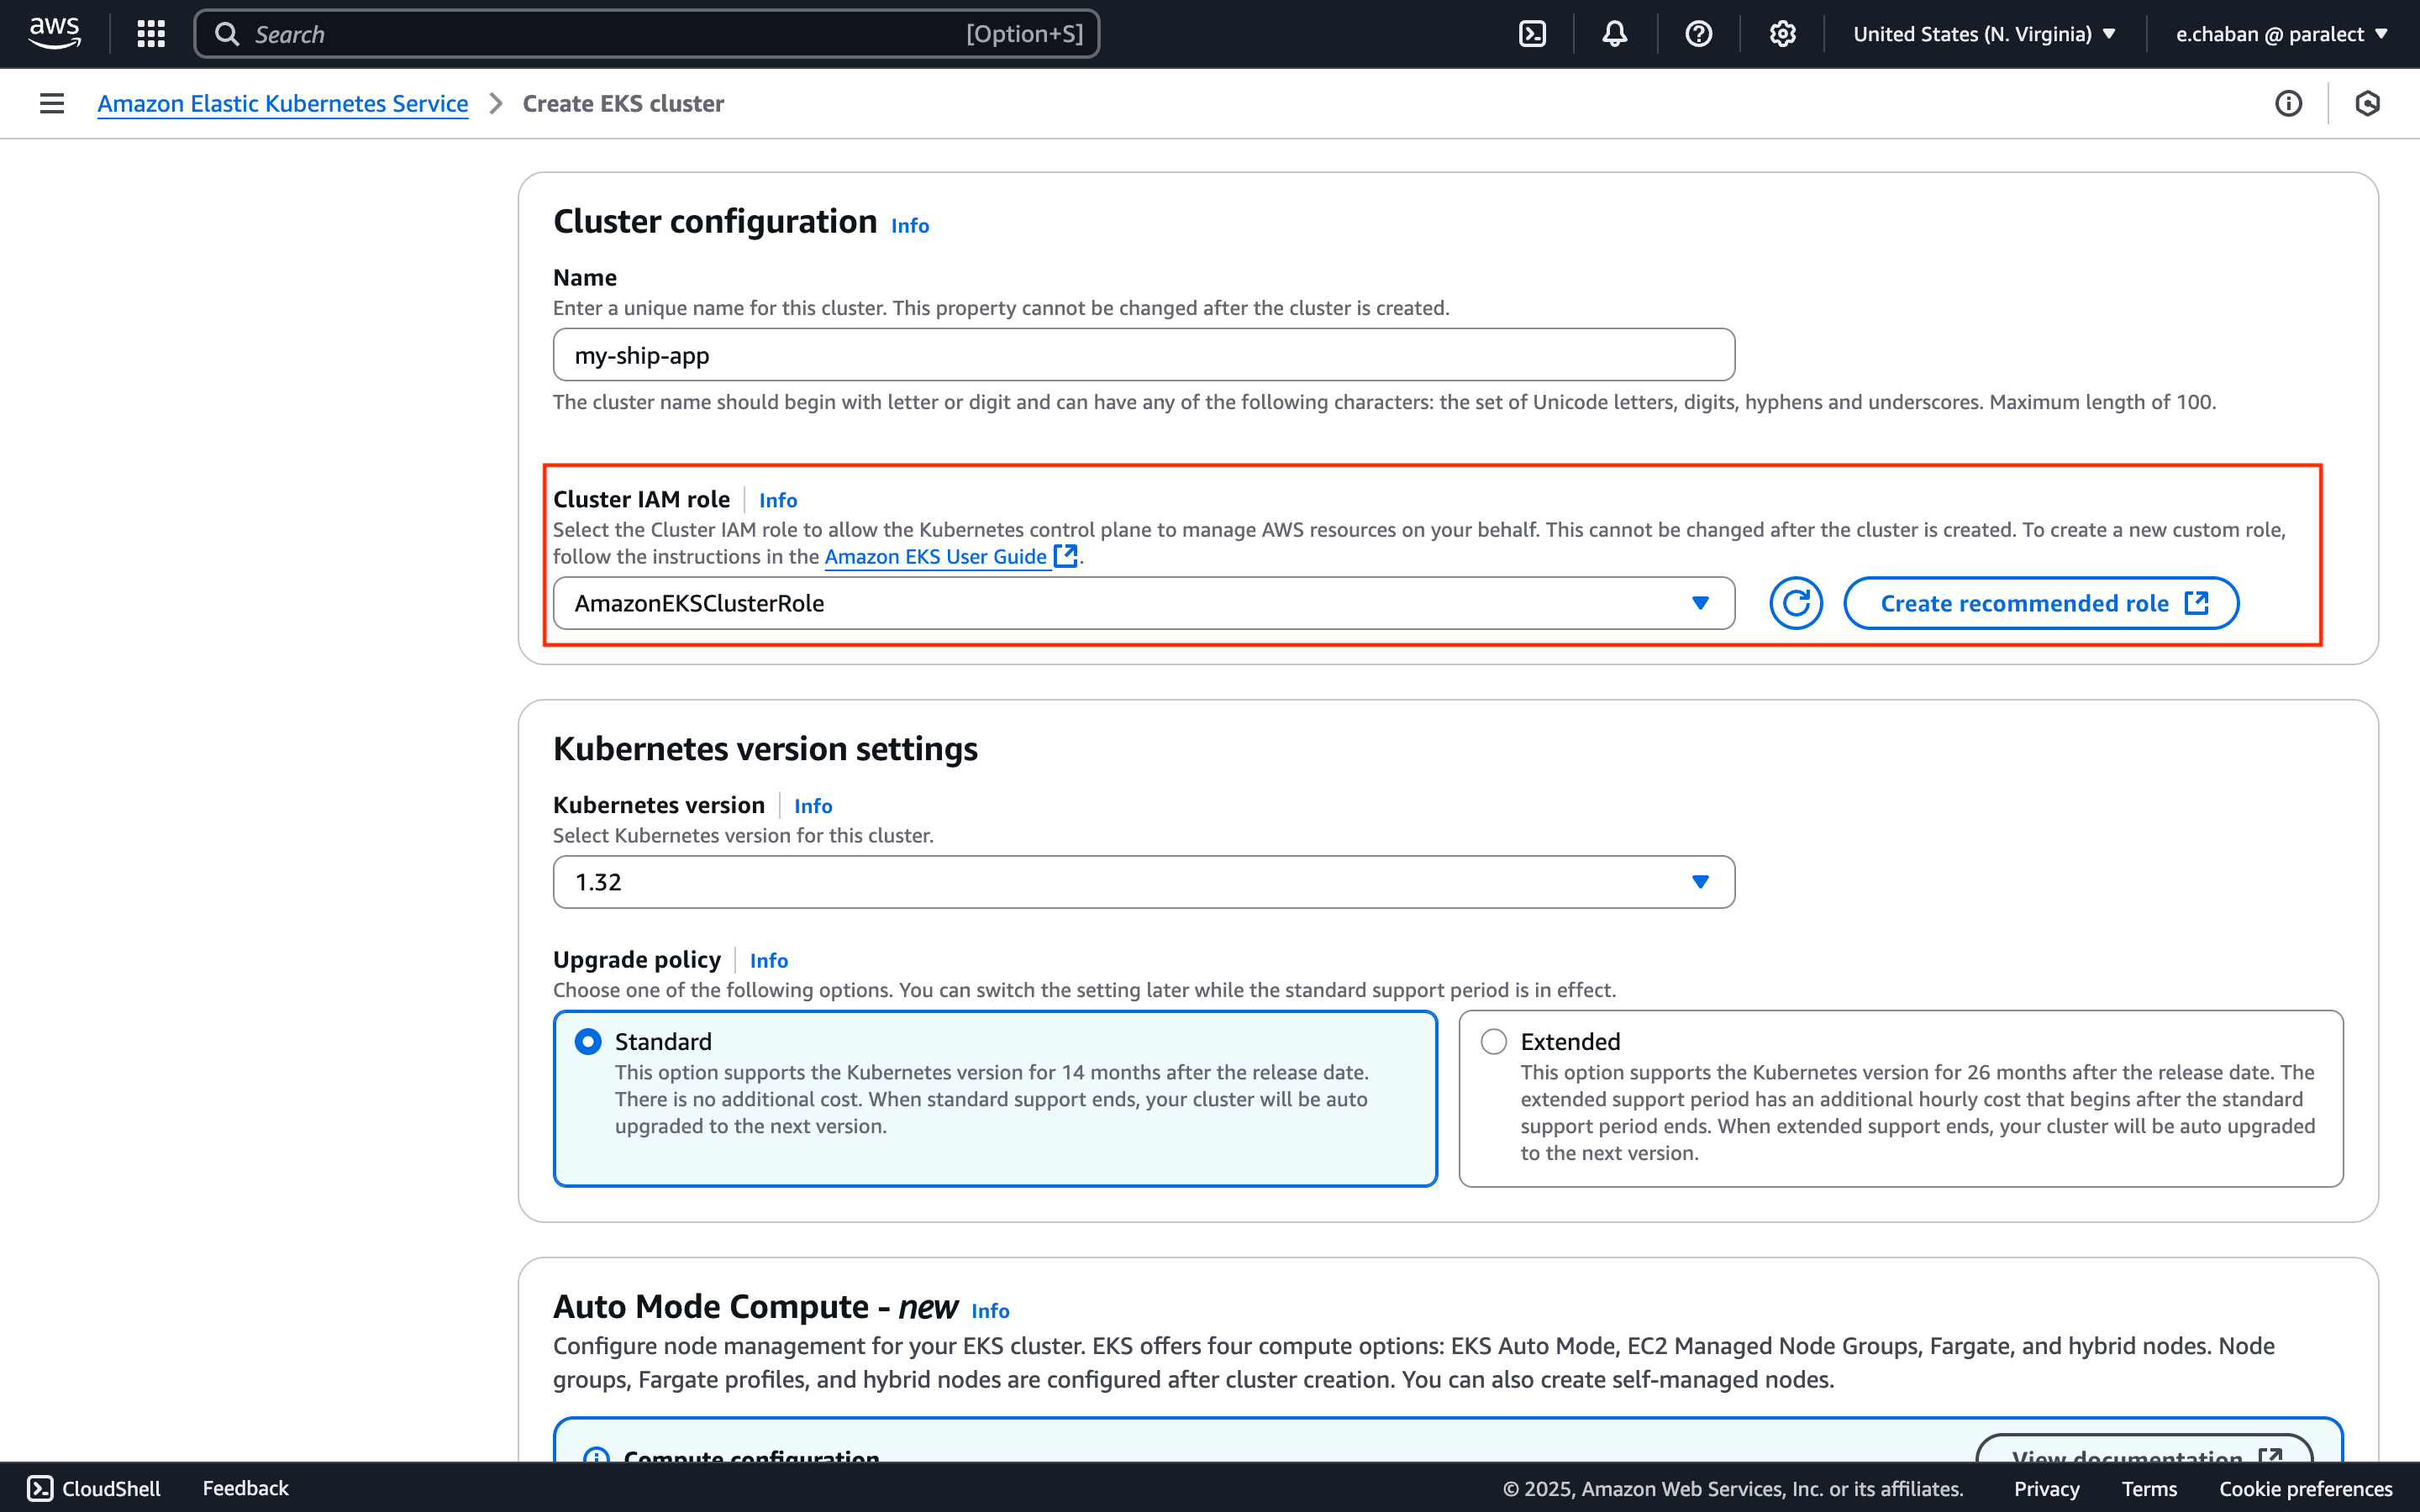 aws
Search [Option+S]
United States (N. Virginia)
e.chaban @ paralect
Amazon Elastic Kubernetes Service
Create EKS cluster
Cluster configuration Info
Name
Enter a unique name for this cluster. This property cannot be changed after the cluster is created.
my-ship-app
The cluster name should begin with letter or digit and can have any of the following characters: the set of Unicode letters, digits, hyphens and underscores. Maximum length of 100.
Cluster IAM role Info
Select the Cluster IAM role to allow the Kubernetes control plane to manage AWS resources on your behalf. This cannot be changed after the cluster is created. To create a new custom role,
follow the instructions in the Amazon EKS User Guide.
AmazonEKSClusterRole
Create recommended role
Kubernetes version settings
Kubernetes version Info
Select Kubernetes version for this cluster.
1.32
Upgrade policy Info
Choose one of the following options. You can switch the setting later while the standard support period is in effect.
Standard
This option supports the Kubernetes version for 14 months after the release date.
There is no additional cost. When standard support ends, your cluster will be auto
upgraded to the next version.
Extended
This option supports the Kubernetes version for 26 months after the release date. The
extended support period has an additional hourly cost that begins after the standard
support period ends. When extended support ends, your cluster will be auto upgraded
to the next version.
Auto Mode Compute - new Info
Configure node management for your EKS cluster. EKS offers four compute options: EKS Auto Mode, EC2 Managed Node Groups, Fargate, and hybrid nodes. Node
groups, Fargate profiles, and hybrid nodes are configured after cluster creation. You can also create self-managed nodes.
Compute configuration
View documentation
CloudShell
Feedback
© 2025, Amazon Web Services, Inc. or its affiliates.
Privacy
Terms
Cookie preferences